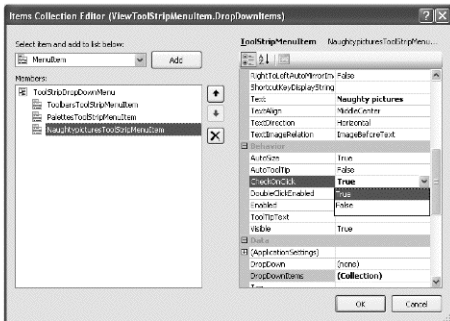 Items Collection Editor (ViewToolStripMenuItem.DropDownItems)
Select item and add to list below:
MenuItem
Add
Members:
ToolStripDropDownMenu
ToolbarsToolStripMenuItem
PalettesToolStripMenuItem
NaughtypicturesToolStripMenuItem
ToolStripMenuItem NaughtypicturesToolStripMenu...
RightToLeftAutoMirrorIm False
ShortcutKeyDisplayString
Text Naughty pictures
TextAlign MiddleCenter
TextDirection Horizontal
TextImageRelation ImageBeforeText
Behavior
AutoSize True
AutoToolTip False
CheckOnClick True
DoubleClickEnabled True
Enabled False
ToolTipText
Visible True
Data
(ApplicationSettings)
DropDown (none)
DropDownItems (Collection)
OK Cancel